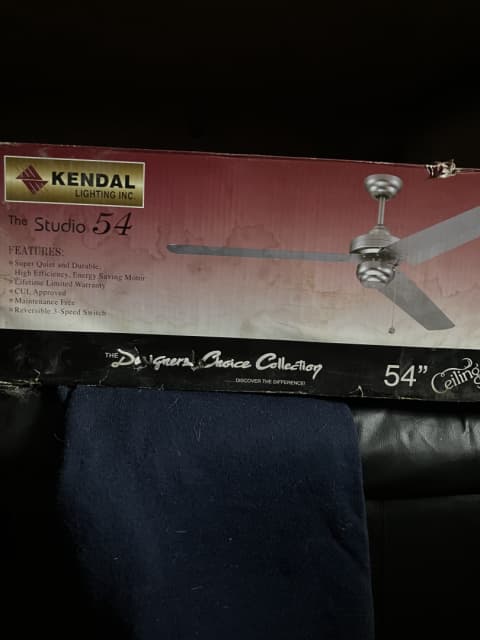 KENDAL
LIGHTING INC.
The Studio 54
FEATURES:
Super Quiet and Durable,
High Efficiency, Energy Saving Motor
Lifetime Limited Warranty
CUL Approved
Maintenance Free
Reversible 3-Speed Switch
THE Designers Choice Collection
DISCOVER THE DIFFERENCE!
54" Ceiling